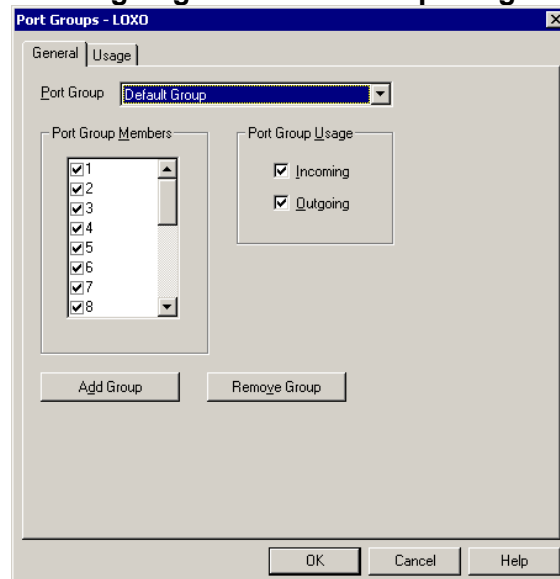 Port Groups - LOXO
General
Usage
Port Group
Default Group
Port Group Members
1
2
3
4
5
6
7
8
Port Group Usage
Incoming
Outgoing
Add Group
Remove Group
OK
Cancel
Help